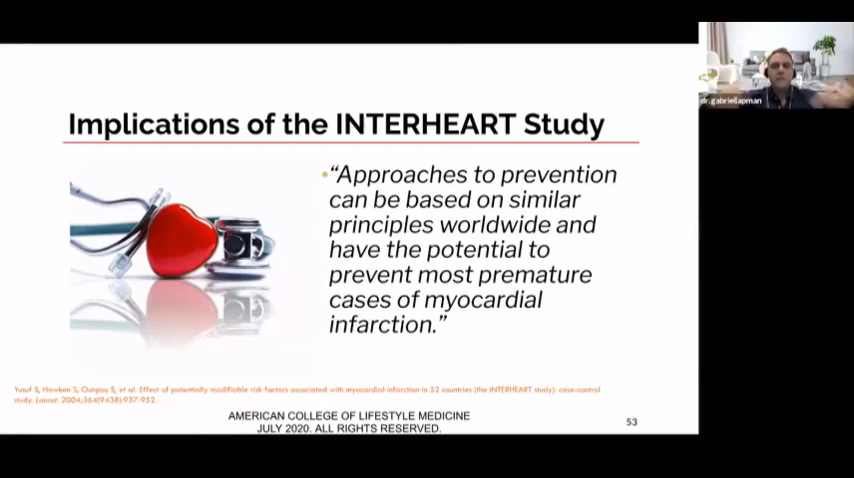 dr.gabriellapman
Implications of the INTERHEART Study
“Approaches to prevention
can be based on similar
principles worldwide and
have the potential to
prevent most premature
cases of myocardial
infarction.”
Yusuf S, Hawken S, Ounpuu S, et al. Effect of potentially modifiable risk factors associated with myocardial infarction in 52 countries (the INTERHEART study): case-control
study. Lancet. 2004;364(9438):937-952.
AMERICAN COLLEGE OF LIFESTYLE MEDICINE
JULY 2020. ALL RIGHTS RESERVED.
53